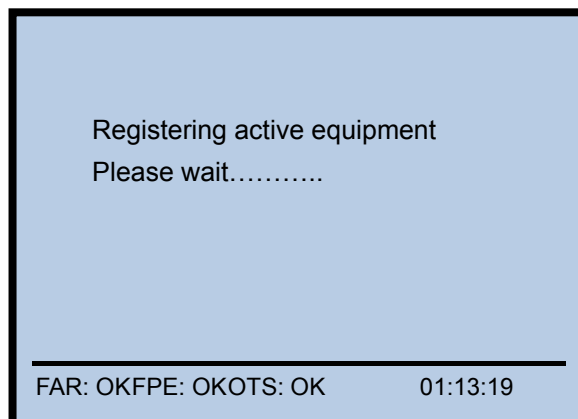 Registering active equipment
Please wait………..
FAR: OKFPE: OKOTS: OK 01:13:19